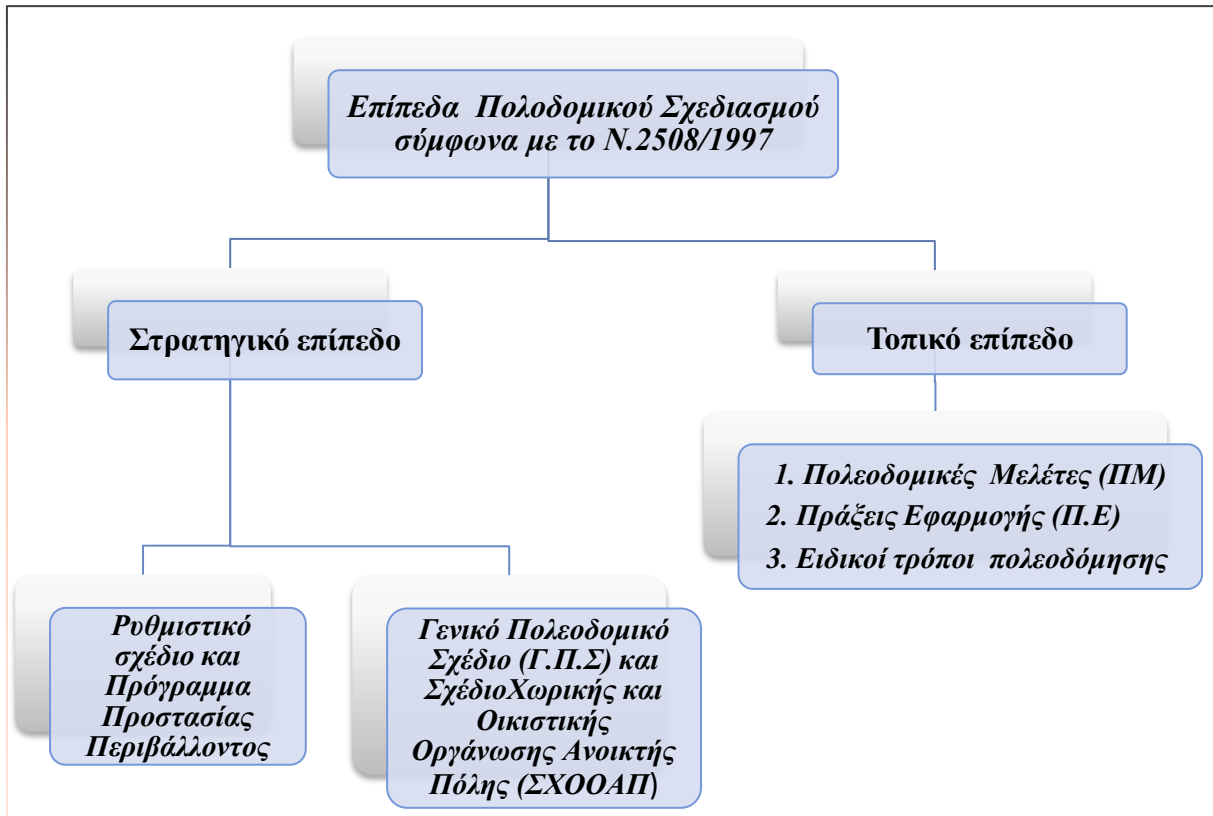 Επίπεδα Πολοδομικού Σχεδιασμού
σύμφωνα με το Ν.2508/1997
Στρατηγικό επίπεδο
Τοπικό επίπεδο
1. Πολεοδομικές Μελέτες (ΠΜ)
2. Πράξεις Εφαρμογής (Π.Ε)
3. Ειδικοί τρόποι πολεοδόμησης
Ρυθμιστικό
σχέδιο και
Πρόγραμμα
Προστασίας
Περιβάλλοντος
Γενικό Πολεοδομικό
Σχέδιο (Γ.Π.Σ) και
ΣχέδιοΧωρικής και
Οικιστικής
Οργάνωσης Ανοικτής
Πόλης (ΣΧΟΟΑΠ)